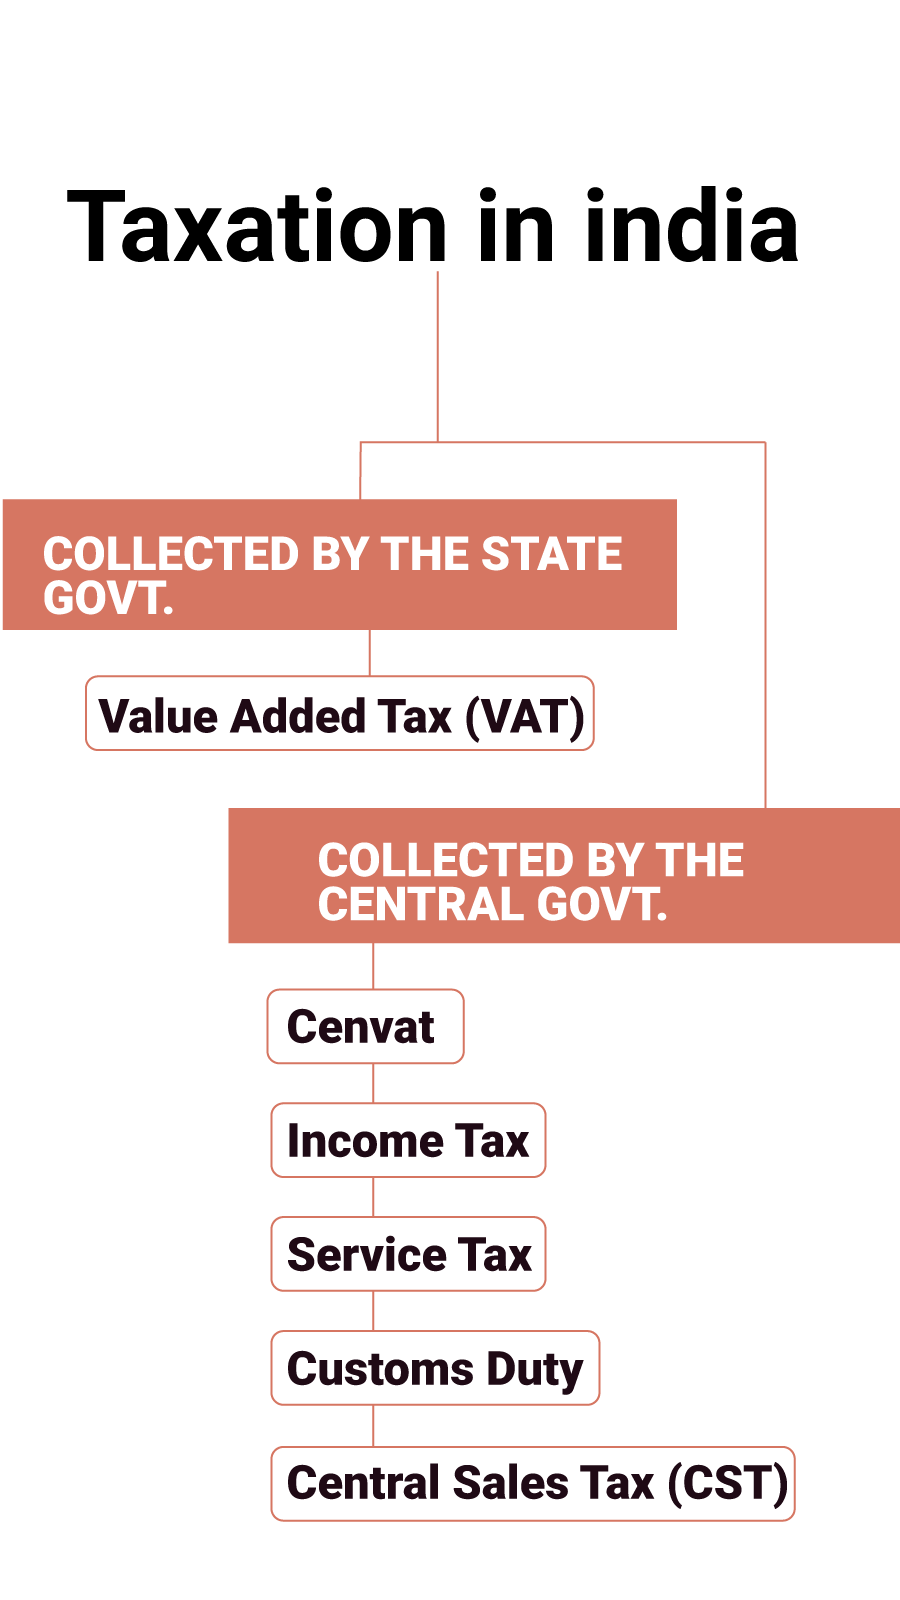 Taxation in india
COLLECTED BY THE STATE
GOVT.
Value Added Tax (VAT)
COLLECTED BY THE
CENTRAL GOVT.
Cenvat
Income Tax
Service Tax
Customs Duty
Central Sales Tax (CST)